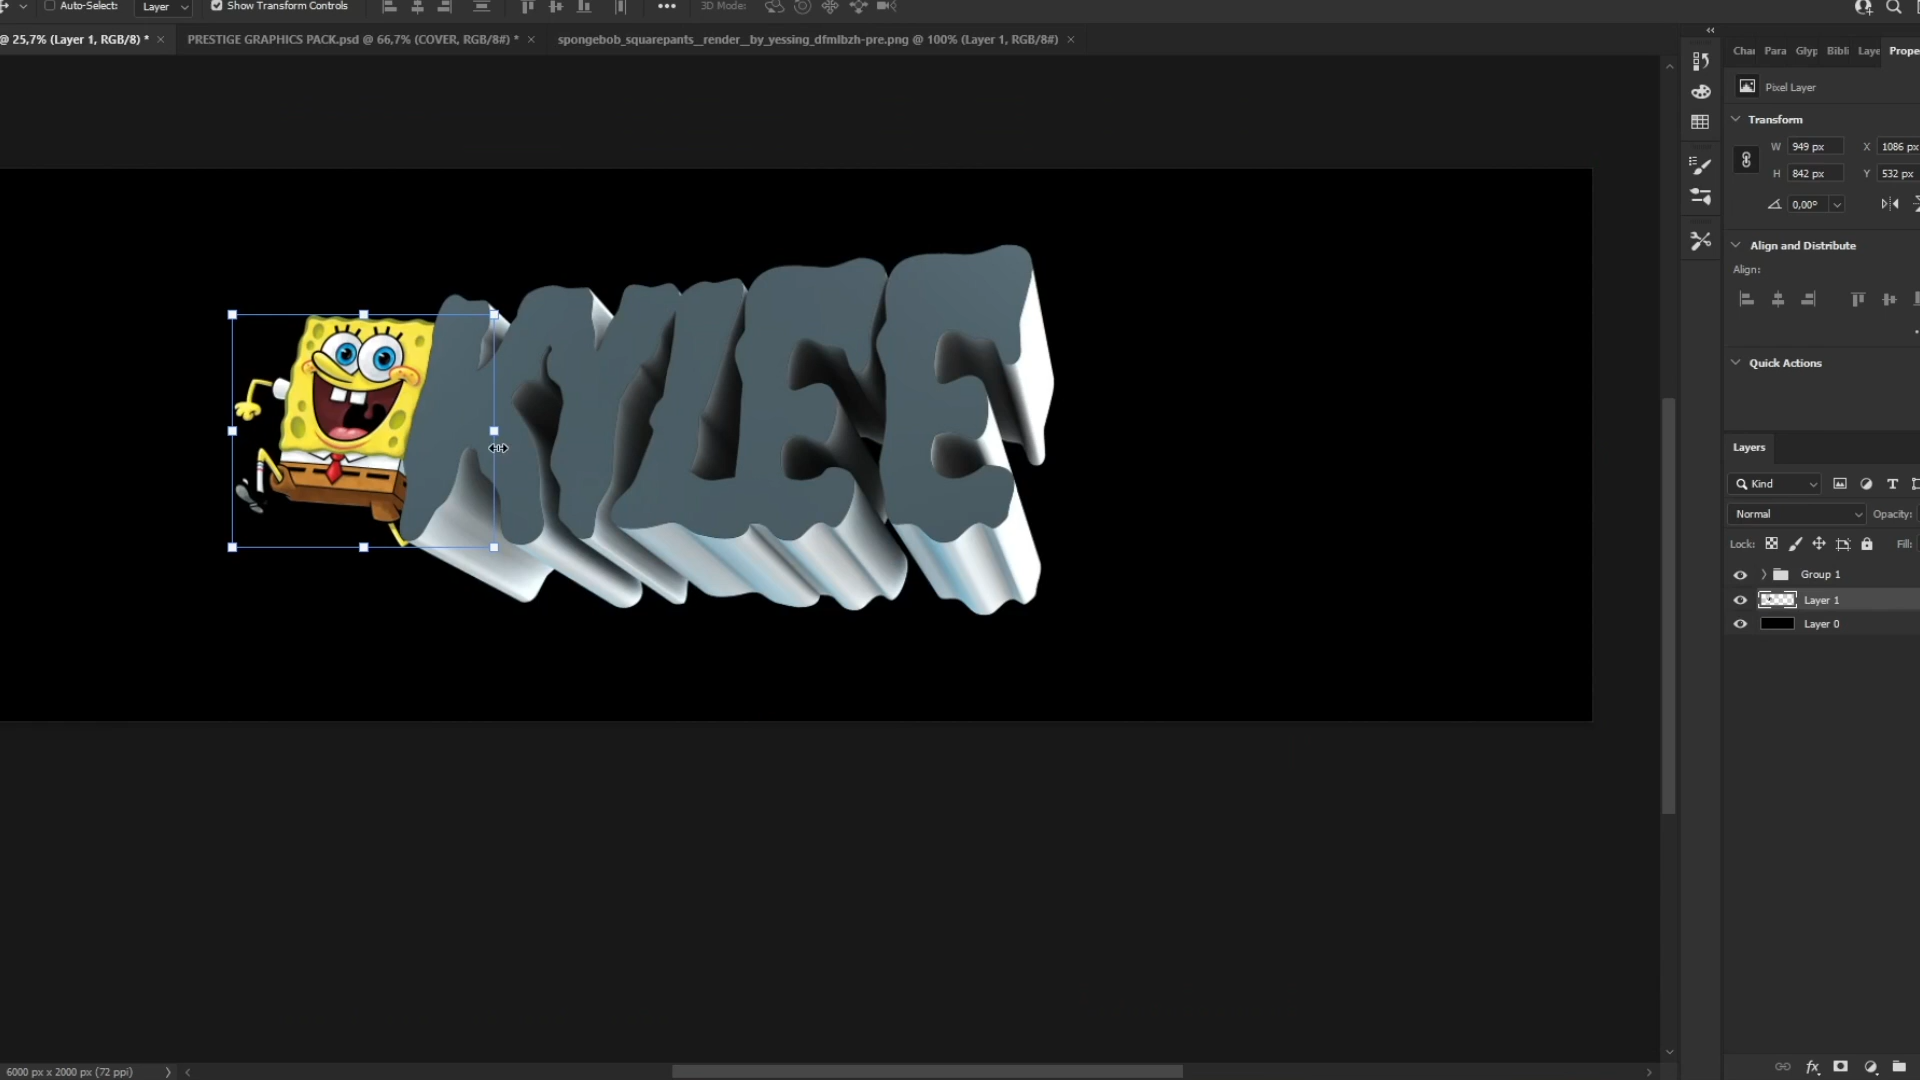 Auto-Select: Layer Show Transform Controls 3D Mode:
@ 25,7% (Layer 1, RGB/8) * × PRESTIGE GRAPHICS PACK.psd @ 66,7% (COVER, RGB/8#) * × spongebob_squarepants__render__by_yessing_dfmlbzh-pre.png @ 100% (Layer 1, RGB/8#) ×
Char Para Glyp Bibli Laye Prope
Pixel Layer
Transform
W 949 px X 1086 px
H 842 px Y 532 px
0,00°
Align and Distribute
Align:
Quick Actions
KYLEE
Layers
Kind
Normal Opacity:
Lock: Fill:
Group 1
Layer 1
Layer 0
6000 px x 2000 px (72 ppi)
fx